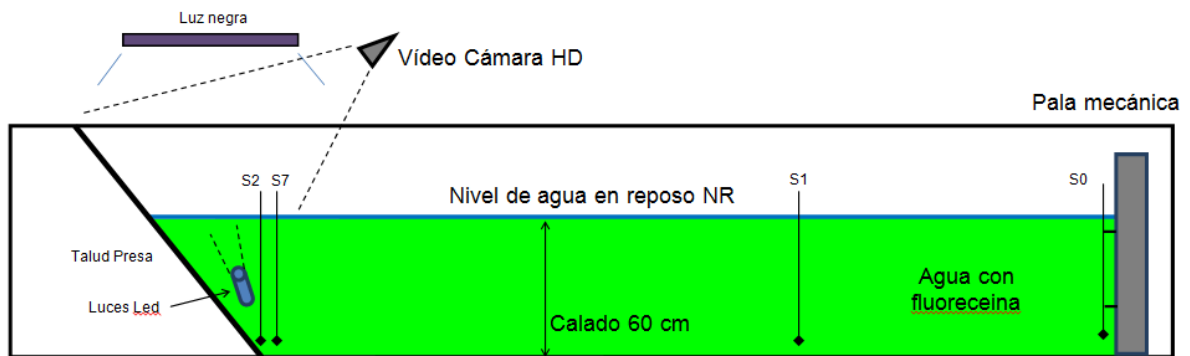 Luz negra
Vídeo Cámara HD
Pala mecánica
S2 S7
S1
S0
Nivel de agua en reposo NR
Talud Presa
Luces Led
Calado 60 cm
Agua con
fluoreceina